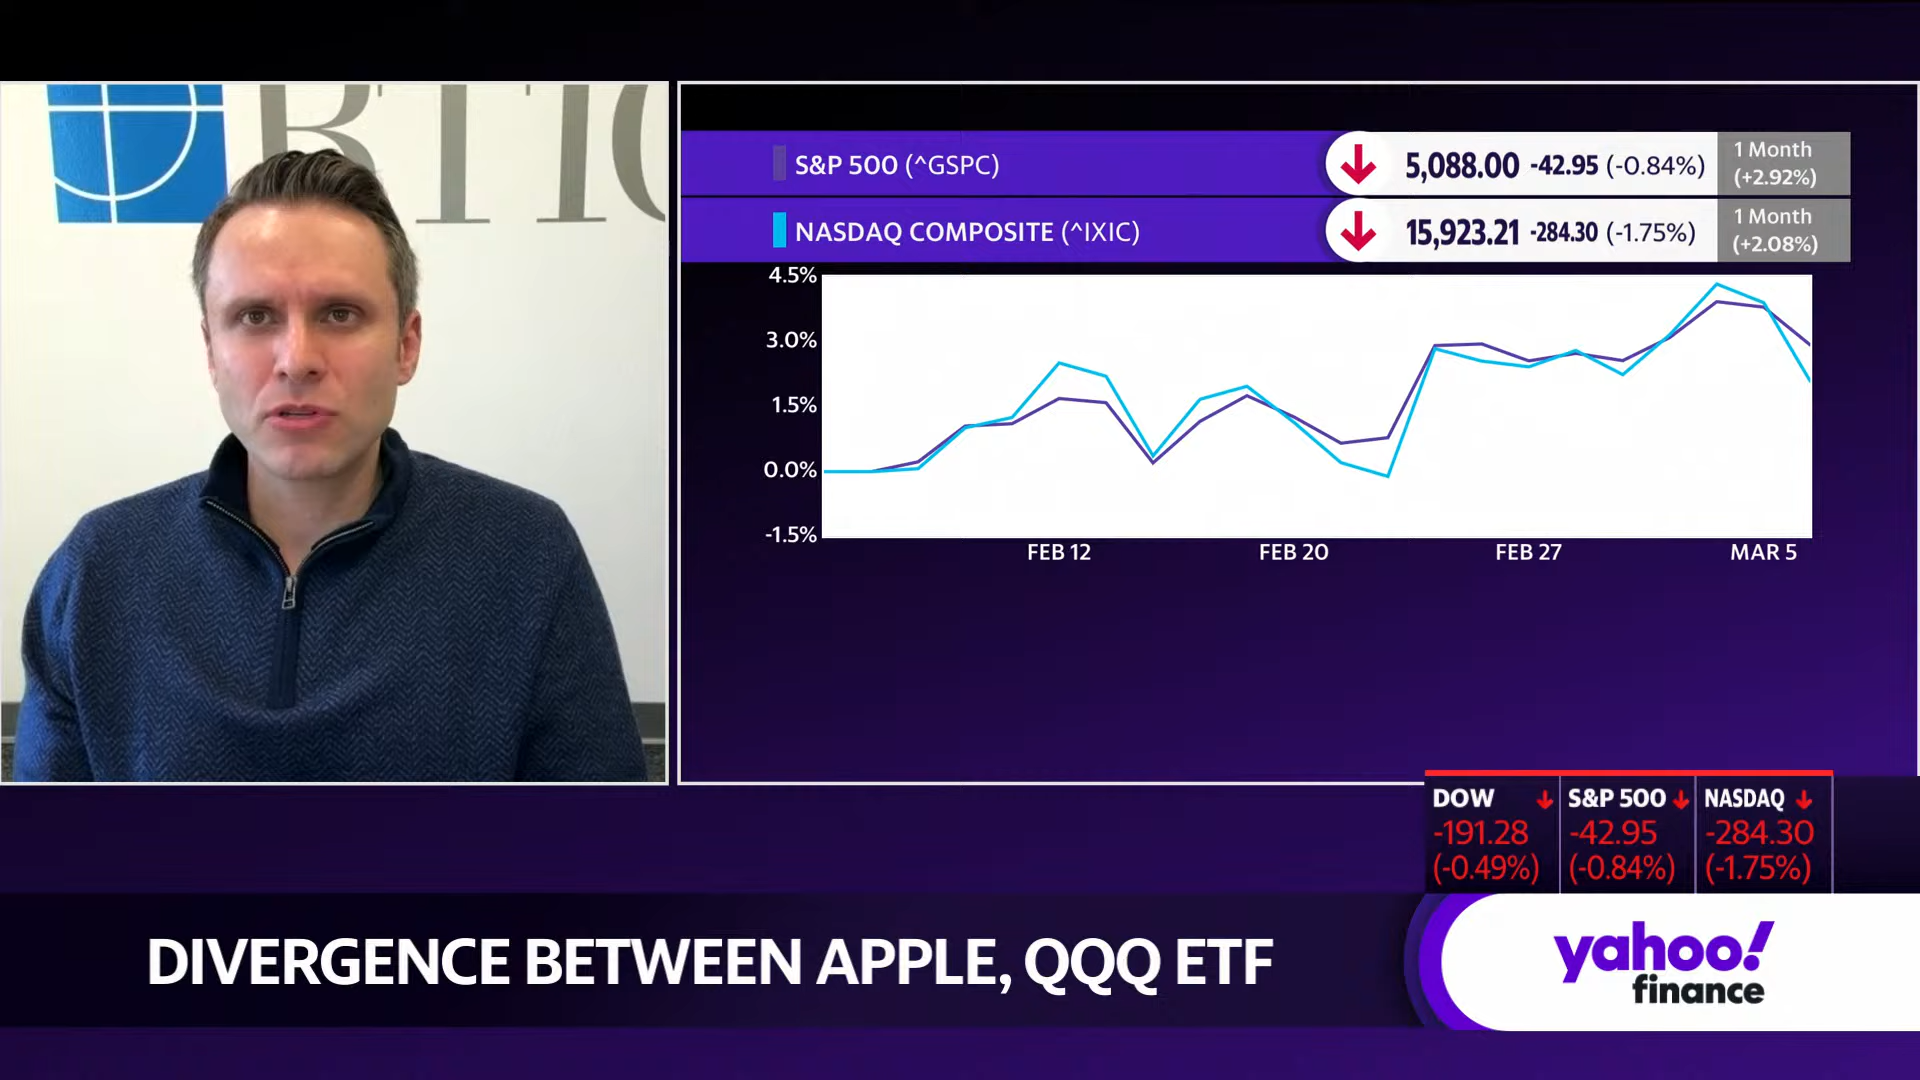 S&P 500 (^GSPC)
5,088.00 -42.95 (-0.84%)
1 Month
(+2.92%)
NASDAQ COMPOSITE (^IXIC)
15,923.21 -284.30 (-1.75%)
1 Month
(+2.08%)
4.5%
3.0%
1.5%
0.0%
-1.5%
FEB 12
FEB 20
FEB 27
MAR 5
DOW
-191.28
(-0.49%)
S&P 500
-42.95
(-0.84%)
NASDAQ
-284.30
(-1.75%)
DIVERGENCE BETWEEN APPLE, QQQ ETF
yahoo!
finance